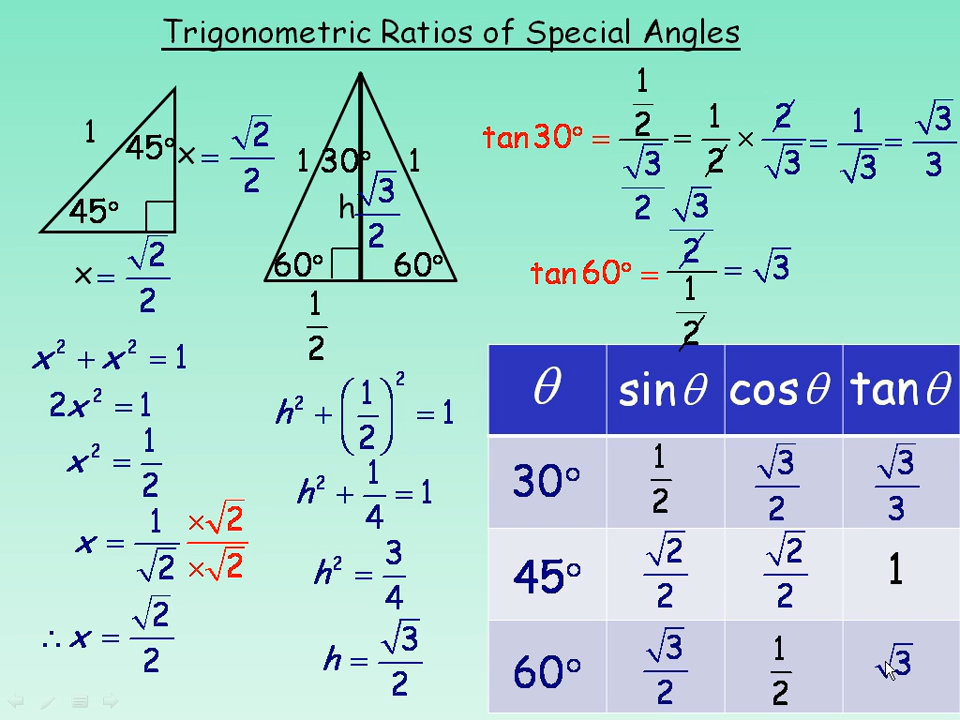 Trigonometric Ratios of Special Angles
1
45°
45°
x = √2/2
x = √2/2
1 30° 1
h √3/2
60° 60°
1/2
tan 30° = (1/2)/(√3/2) = 1/2 × 2/√3 = 1/√3 = √3/3
tan 60° = (√3/2)/(1/2) = √3
x² + x² = 1
2x² = 1
x² = 1/2
x = 1/√2 ×√2/×√2
∴ x = √2/2
h² + (1/2)² = 1
h² + 1/4 = 1
h² = 3/4
h = √3/2
θ sinθ cosθ tanθ
30° 1/2 √3/2 √3/3
45° √2/2 √2/2 1
60° √3/2 1/2 √3